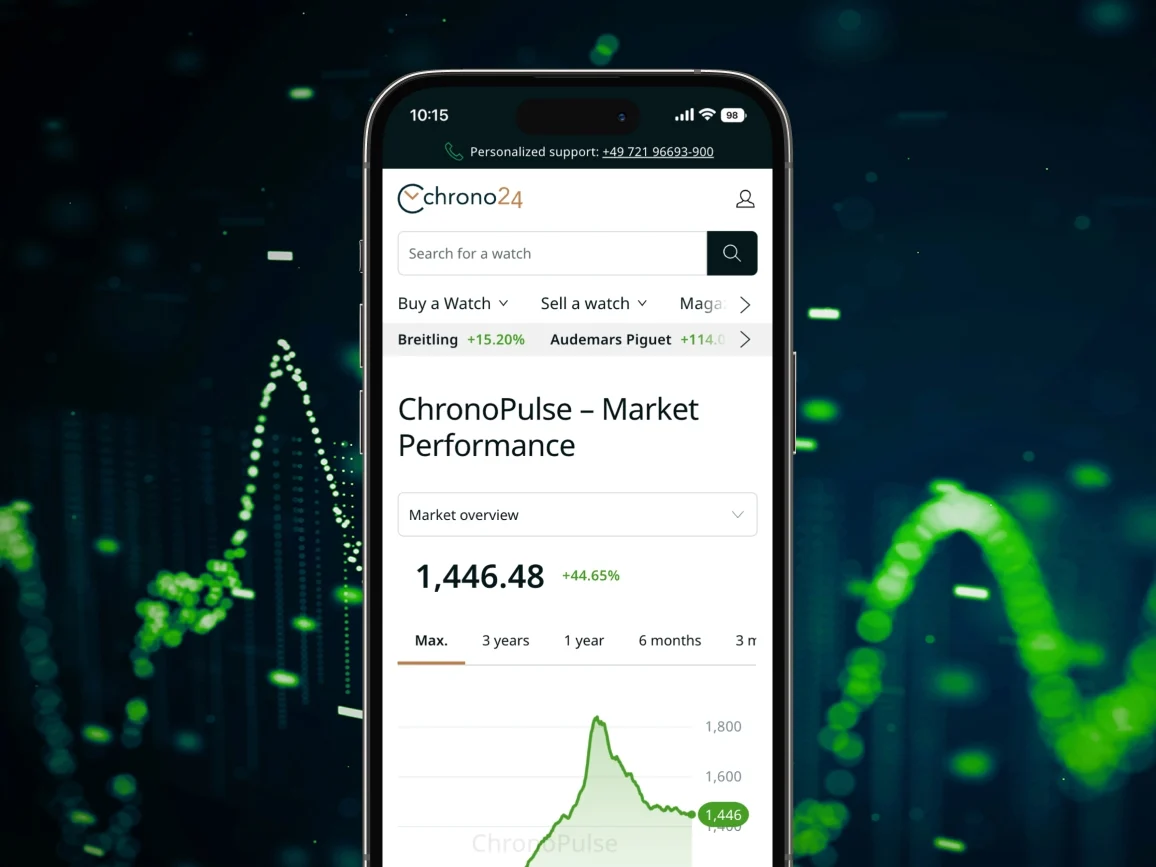 10:15
98
Personalized support: +49 721 96693-900
chrono24
Search for a watch
Buy a Watch Sell a watch Maga
Breitling +15.20% Audemars Piguet +114.0
ChronoPulse – Market
Performance
Market overview
1,446.48 +44.65%
Max. 3 years 1 year 6 months 3 m
1,800
1,600
1,446
1,400
ChronoPulse